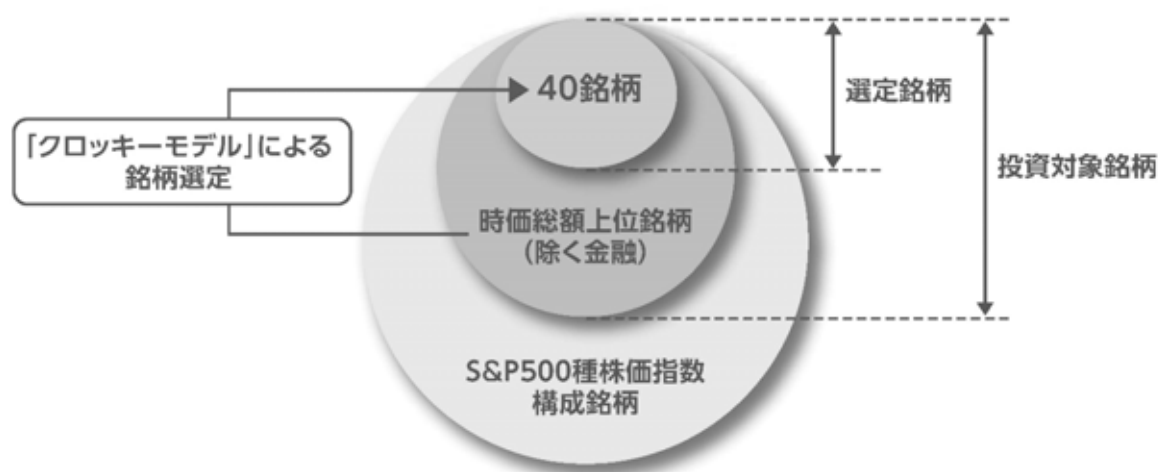 40銘柄
選定銘柄
「クロッキーモデル」による
銘柄選定
投資対象銘柄
時価総額上位銘柄
(除く金融)
S&P500種株価指数
構成銘柄